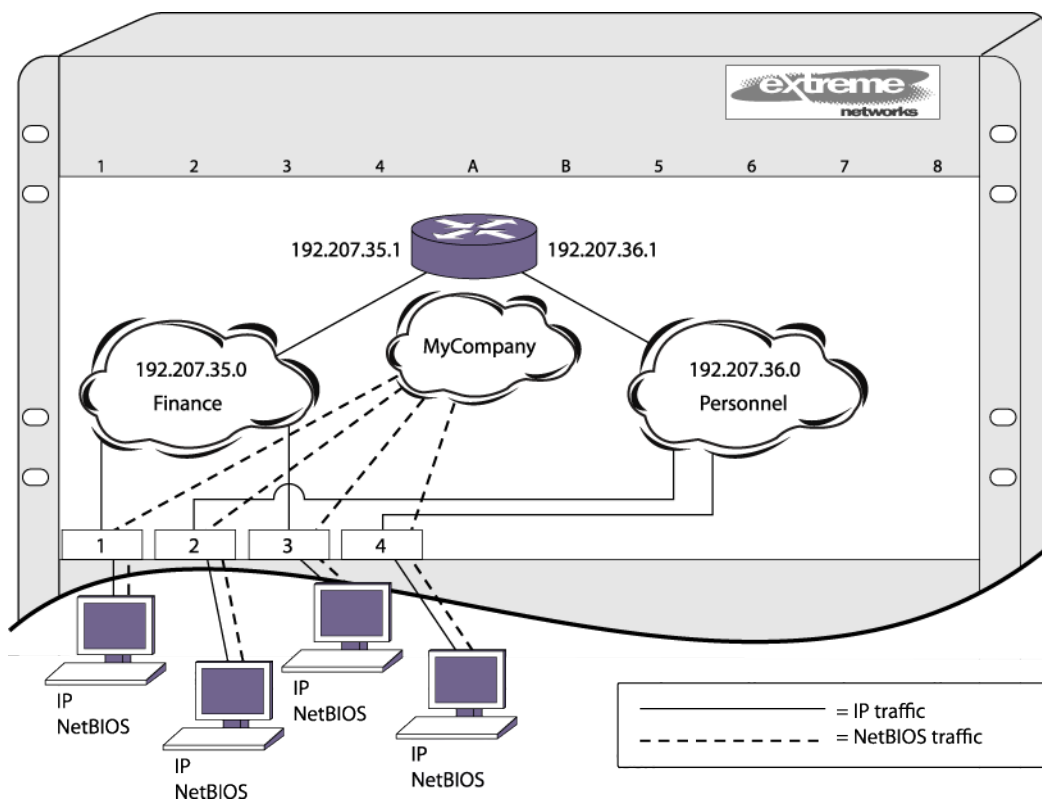 extreme
networks
1 2 3 4 A B 5 6 7 8
192.207.35.1
192.207.36.1
MyCompany
192.207.35.0
Finance
192.207.36.0
Personnel
1 2 3 4
IP
NetBIOS
IP
NetBIOS
IP
NetBIOS
IP
NetBIOS
= IP traffic
= NetBIOS traffic